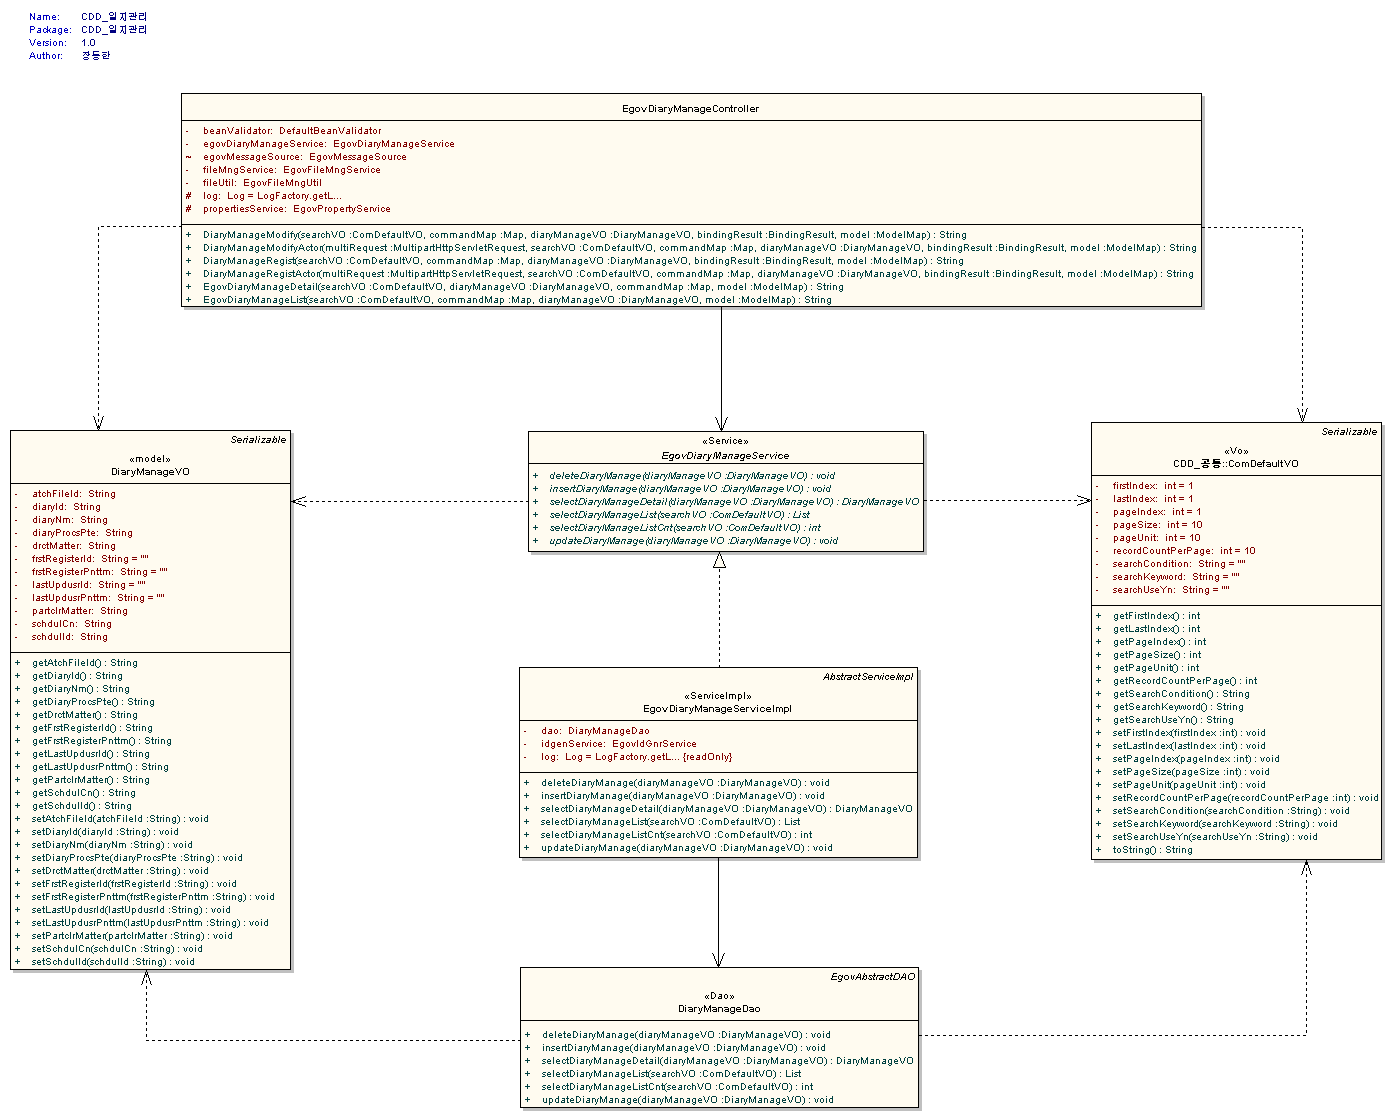 Name: CDD_일지관리
Package: CDD_일지관리
Version: 1.0
Author: 장동한
EgovDiaryManageController
- beanValidator: DefaultBeanValidator
- egovDiaryManageService: EgovDiaryManageService
~ egovMessageSource: EgovMessageSource
- fileMngService: EgovFileMngService
- fileUtil: EgovFileMngUtil
# log: Log = LogFactory.getL...
# propertiesService: EgovPropertyService
+ DiaryManageModify(searchVO :ComDefaultVO, commandMap :Map, diaryManageVO :DiaryManageVO, bindingResult :BindingResult, model :ModelMap) : String
+ DiaryManageModifyActor(multiRequest :MultipartHttpServletRequest, searchVO :ComDefaultVO, commandMap :Map, diaryManageVO :DiaryManageVO, bindingResult :BindingResult, model :ModelMap) : String
+ DiaryManageRegist(searchVO :ComDefaultVO, commandMap :Map, diaryManageVO :DiaryManageVO, bindingResult :BindingResult, model :ModelMap) : String
+ DiaryManageRegistActor(multiRequest :MultipartHttpServletRequest, searchVO :ComDefaultVO, commandMap :Map, diaryManageVO :DiaryManageVO, bindingResult :BindingResult, model :ModelMap) : String
+ EgovDiaryManageDetail(searchVO :ComDefaultVO, diaryManageVO :DiaryManageVO, commandMap :Map, model :ModelMap) : String
+ EgovDiaryManageList(searchVO :ComDefaultVO, commandMap :Map, diaryManageVO :DiaryManageVO, model :ModelMap) : String
Serializable
«model»
DiaryManageVO
- atchFileId: String
- diaryId: String
- diaryNm: String
- diaryProcsPte: String
- drctMatter: String
- frstRegisterId: String = ""
- frstRegisterPnttm: String = ""
- lastUpdusrId: String = ""
- lastUpdusrPnttm: String = ""
- partclrMatter: String
- schdulCn: String
- schdulId: String
+ getAtchFileId() : String
+ getDiaryId() : String
+ getDiaryNm() : String
+ getDiaryProcsPte() : String
+ getDrctMatter() : String
+ getFrstRegisterId() : String
+ getFrstRegisterPnttm() : String
+ getLastUpdusrId() : String
+ getLastUpdusrPnttm() : String
+ getPartclrMatter() : String
+ getSchdulCn() : String
+ getSchdulId() : String
+ setAtchFileId(atchFileId :String) : void
+ setDiaryId(diaryId :String) : void
+ setDiaryNm(diaryNm :String) : void
+ setDiaryProcsPte(diaryProcsPte :String) : void
+ setDrctMatter(drctMatter :String) : void
+ setFrstRegisterId(frstRegisterId :String) : void
+ setFrstRegisterPnttm(frstRegisterPnttm :String) : void
+ setLastUpdusrId(lastUpdusrId :String) : void
+ setLastUpdusrPnttm(lastUpdusrPnttm :String) : void
+ setPartclrMatter(partclrMatter :String) : void
+ setSchdulCn(schdulCn :String) : void
+ setSchdulId(schdulId :String) : void
«Service»
EgovDiaryManageService
+ deleteDiaryManage(diaryManageVO :DiaryManageVO) : void
+ insertDiaryManage(diaryManageVO :DiaryManageVO) : void
+ selectDiaryManageDetail(diaryManageVO :DiaryManageVO) : DiaryManageVO
+ selectDiaryManageList(searchVO :ComDefaultVO) : List
+ selectDiaryManageListCnt(searchVO :ComDefaultVO) : int
+ updateDiaryManage(diaryManageVO :DiaryManageVO) : void
Serializable
«Vo»
CDD_공통::ComDefaultVO
- firstIndex: int = 1
- lastIndex: int = 1
- pageIndex: int = 1
- pageSize: int = 10
- pageUnit: int = 10
- recordCountPerPage: int = 10
- searchCondition: String = ""
- searchKeyword: String = ""
- searchUseYn: String = ""
+ getFirstIndex() : int
+ getLastIndex() : int
+ getPageIndex() : int
+ getPageSize() : int
+ getPageUnit() : int
+ getRecordCountPerPage() : int
+ getSearchCondition() : String
+ getSearchKeyword() : String
+ getSearchUseYn() : String
+ setFirstIndex(firstIndex :int) : void
+ setLastIndex(lastIndex :int) : void
+ setPageIndex(pageIndex :int) : void
+ setPageSize(pageSize :int) : void
+ setPageUnit(pageUnit :int) : void
+ setRecordCountPerPage(recordCountPerPage :int) : void
+ setSearchCondition(searchCondition :String) : void
+ setSearchKeyword(searchKeyword :String) : void
+ setSearchUseYn(searchUseYn :String) : void
+ toString() : String
AbstractServiceImpl
«ServiceImpl»
EgovDiaryManageServiceImpl
- dao: DiaryManageDao
- idgenService: EgovIdGnrService
- log: Log = LogFactory.getL... {readOnly}
+ deleteDiaryManage(diaryManageVO :DiaryManageVO) : void
+ insertDiaryManage(diaryManageVO :DiaryManageVO) : void
+ selectDiaryManageDetail(diaryManageVO :DiaryManageVO) : DiaryManageVO
+ selectDiaryManageList(searchVO :ComDefaultVO) : List
+ selectDiaryManageListCnt(searchVO :ComDefaultVO) : int
+ updateDiaryManage(diaryManageVO :DiaryManageVO) : void
EgovAbstractDAO
«Dao»
DiaryManageDao
+ deleteDiaryManage(diaryManageVO :DiaryManageVO) : void
+ insertDiaryManage(diaryManageVO :DiaryManageVO) : void
+ selectDiaryManageDetail(diaryManageVO :DiaryManageVO) : DiaryManageVO
+ selectDiaryManageList(searchVO :ComDefaultVO) : List
+ selectDiaryManageListCnt(searchVO :ComDefaultVO) : int
+ updateDiaryManage(diaryManageVO :DiaryManageVO) : void